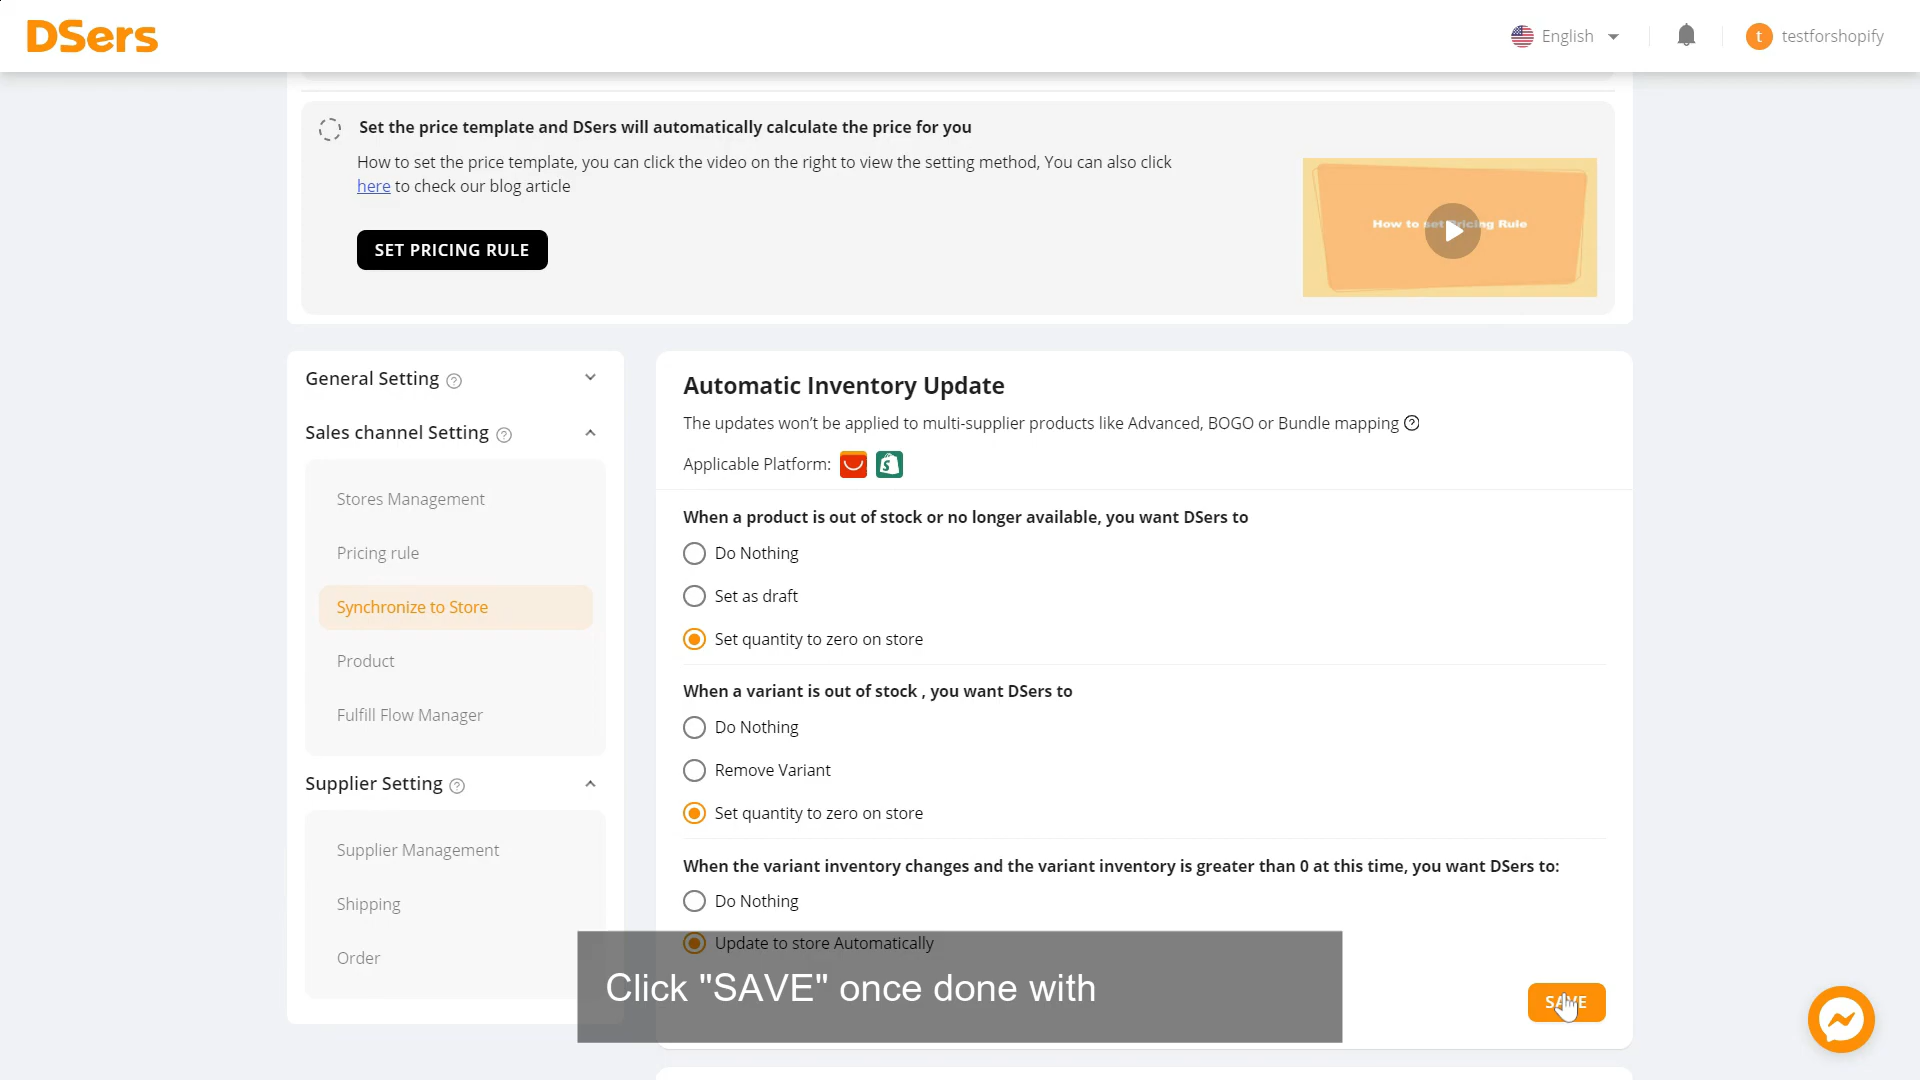 DSers
English
t
testforshopify
Set the price template and DSers will automatically calculate the price for you
How to set the price template, you can click the video on the right to view the setting method, You can also click
here to check our blog article
How to set Pricing Rule
SET PRICING RULE
General Setting
Sales channel Setting
Stores Management
Pricing rule
Synchronize to Store
Product
Fulfill Flow Manager
Supplier Setting
Supplier Management
Shipping
Order
Automatic Inventory Update
The updates won't be applied to multi-supplier products like Advanced, BOGO or Bundle mapping
Applicable Platform:
When a product is out of stock or no longer available, you want DSers to
Do Nothing
Set as draft
Set quantity to zero on store
When a variant is out of stock , you want DSers to
Do Nothing
Remove Variant
Set quantity to zero on store
When the variant inventory changes and the variant inventory is greater than 0 at this time, you want DSers to:
Do Nothing
Update to store Automatically
Click "SAVE" once done with
SAVE